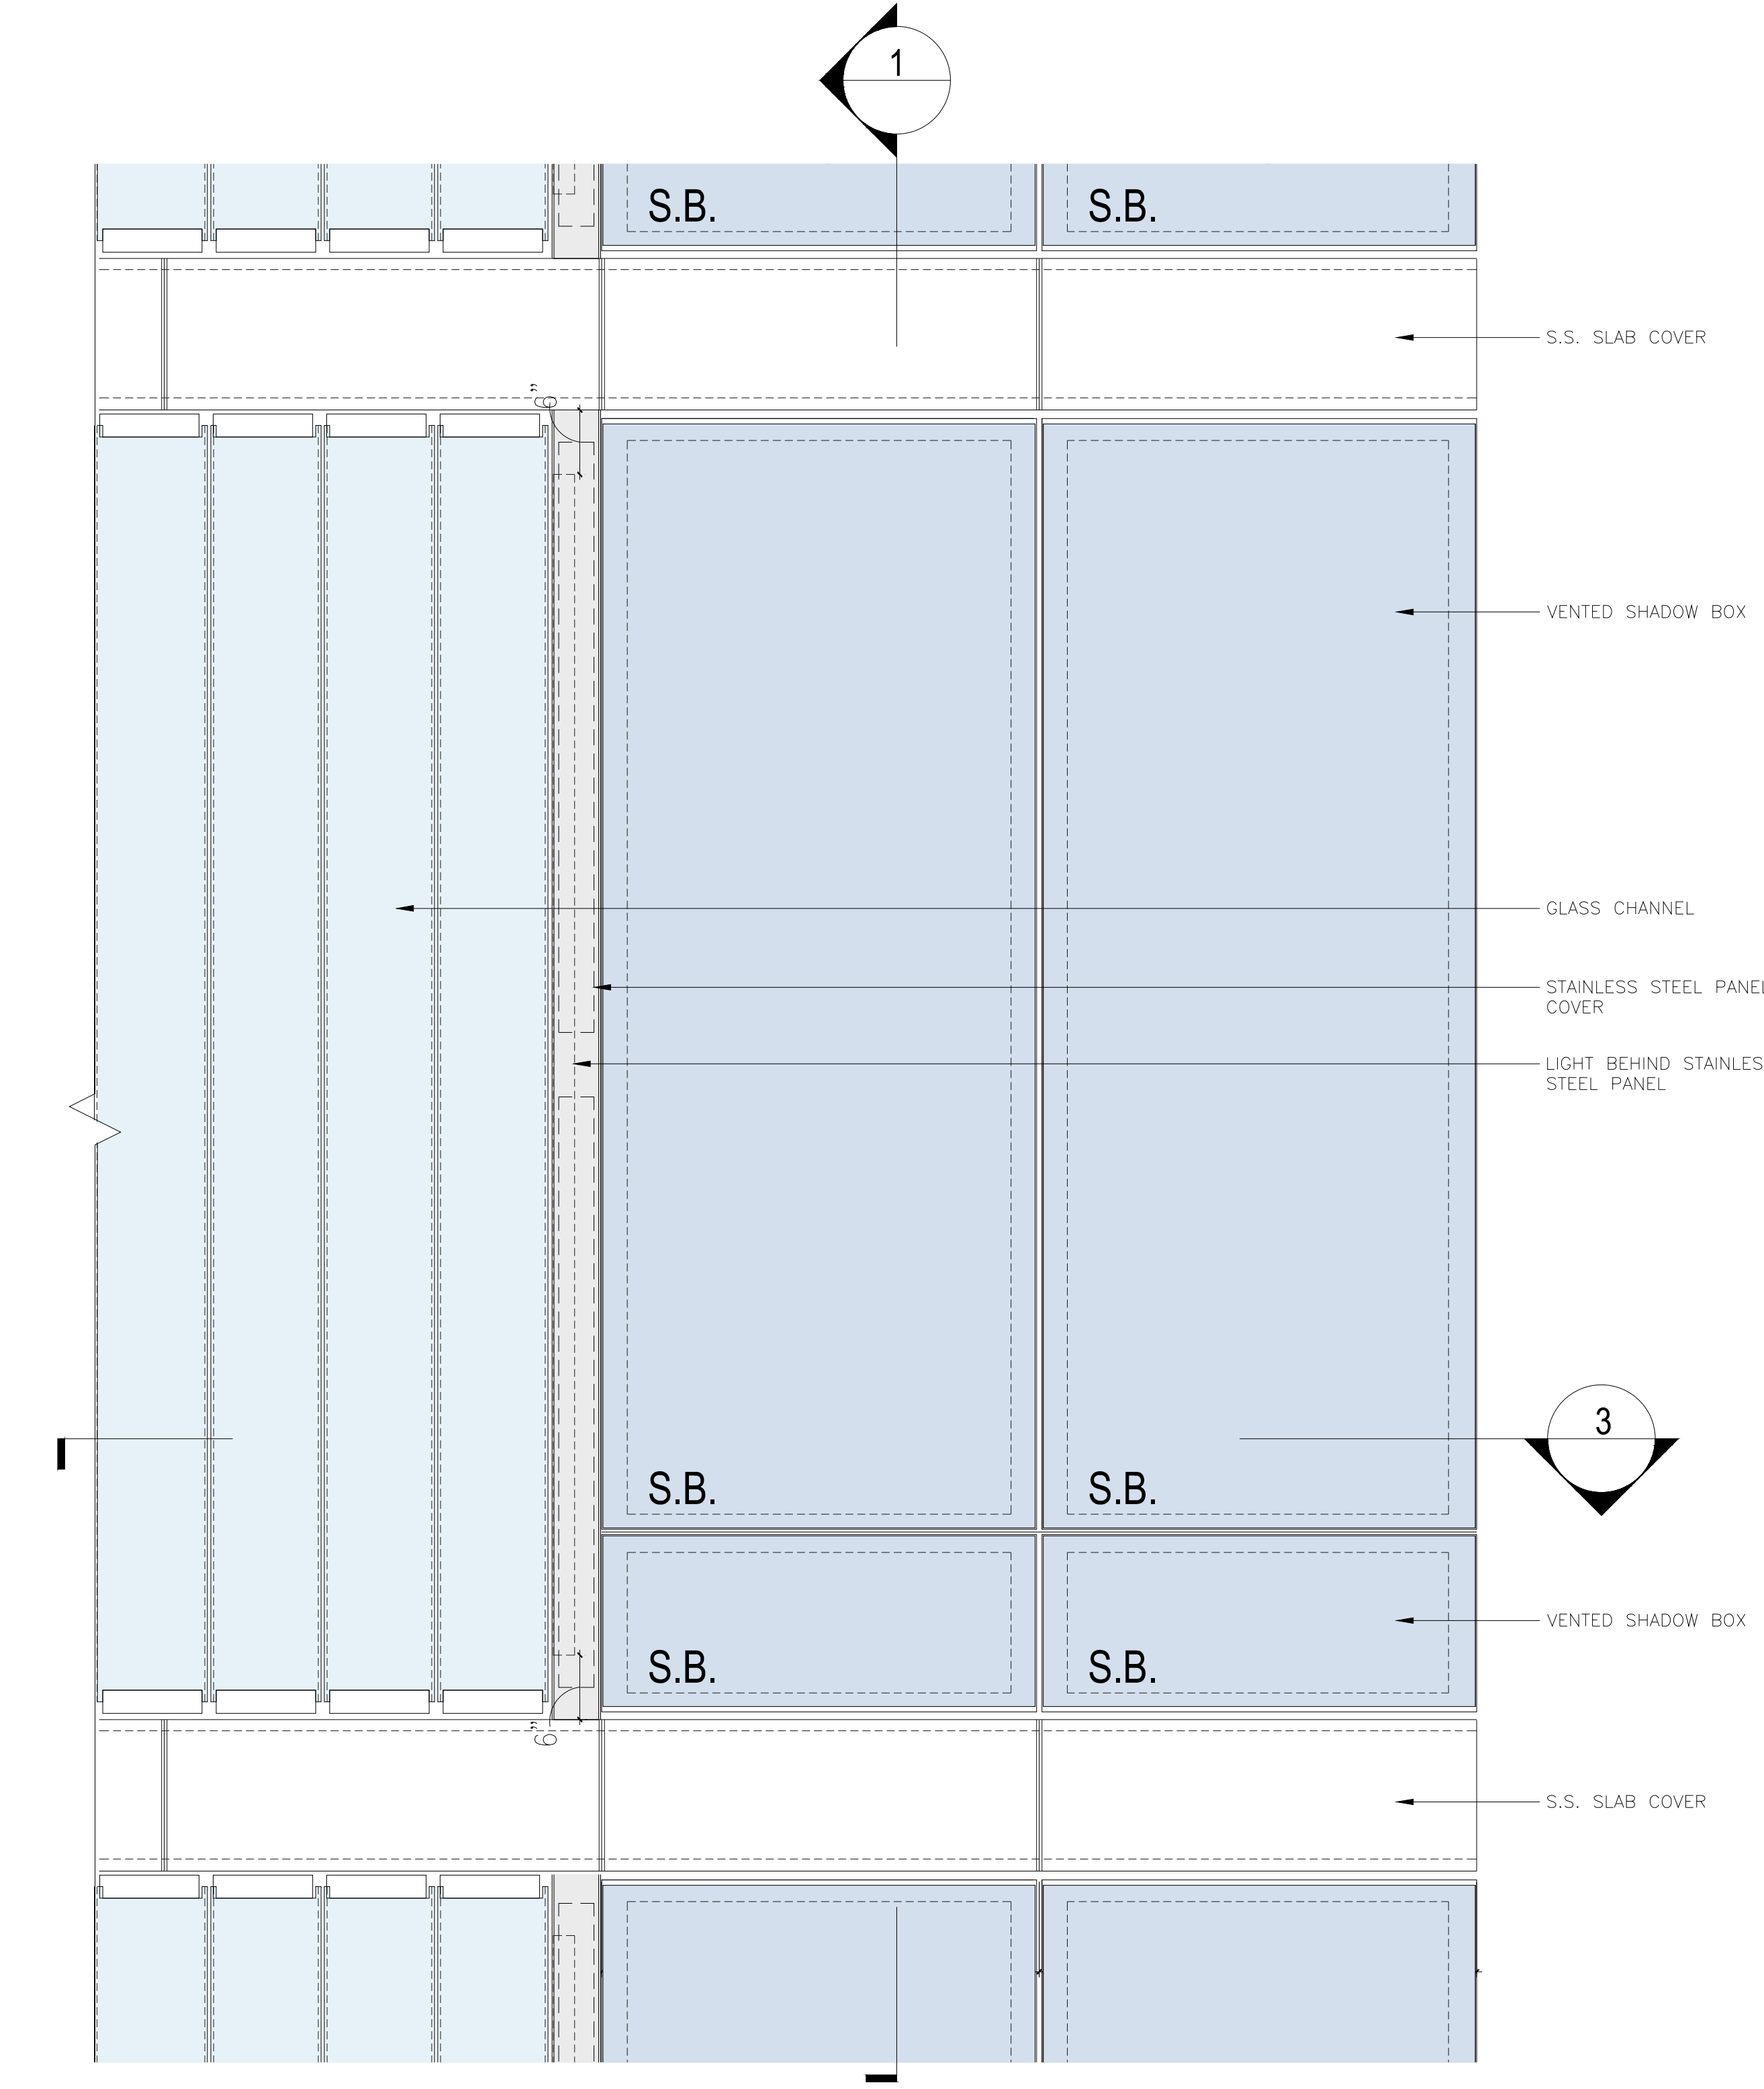 1
S.B.
S.B.
S.S. SLAB COVER
6"
VENTED SHADOW BOX
GLASS CHANNEL
STAINLESS STEEL PANEL
COVER
LIGHT BEHIND STAINLES
STEEL PANEL
3
S.B.
S.B.
VENTED SHADOW BOX
S.B.
S.B.
6"
S.S. SLAB COVER